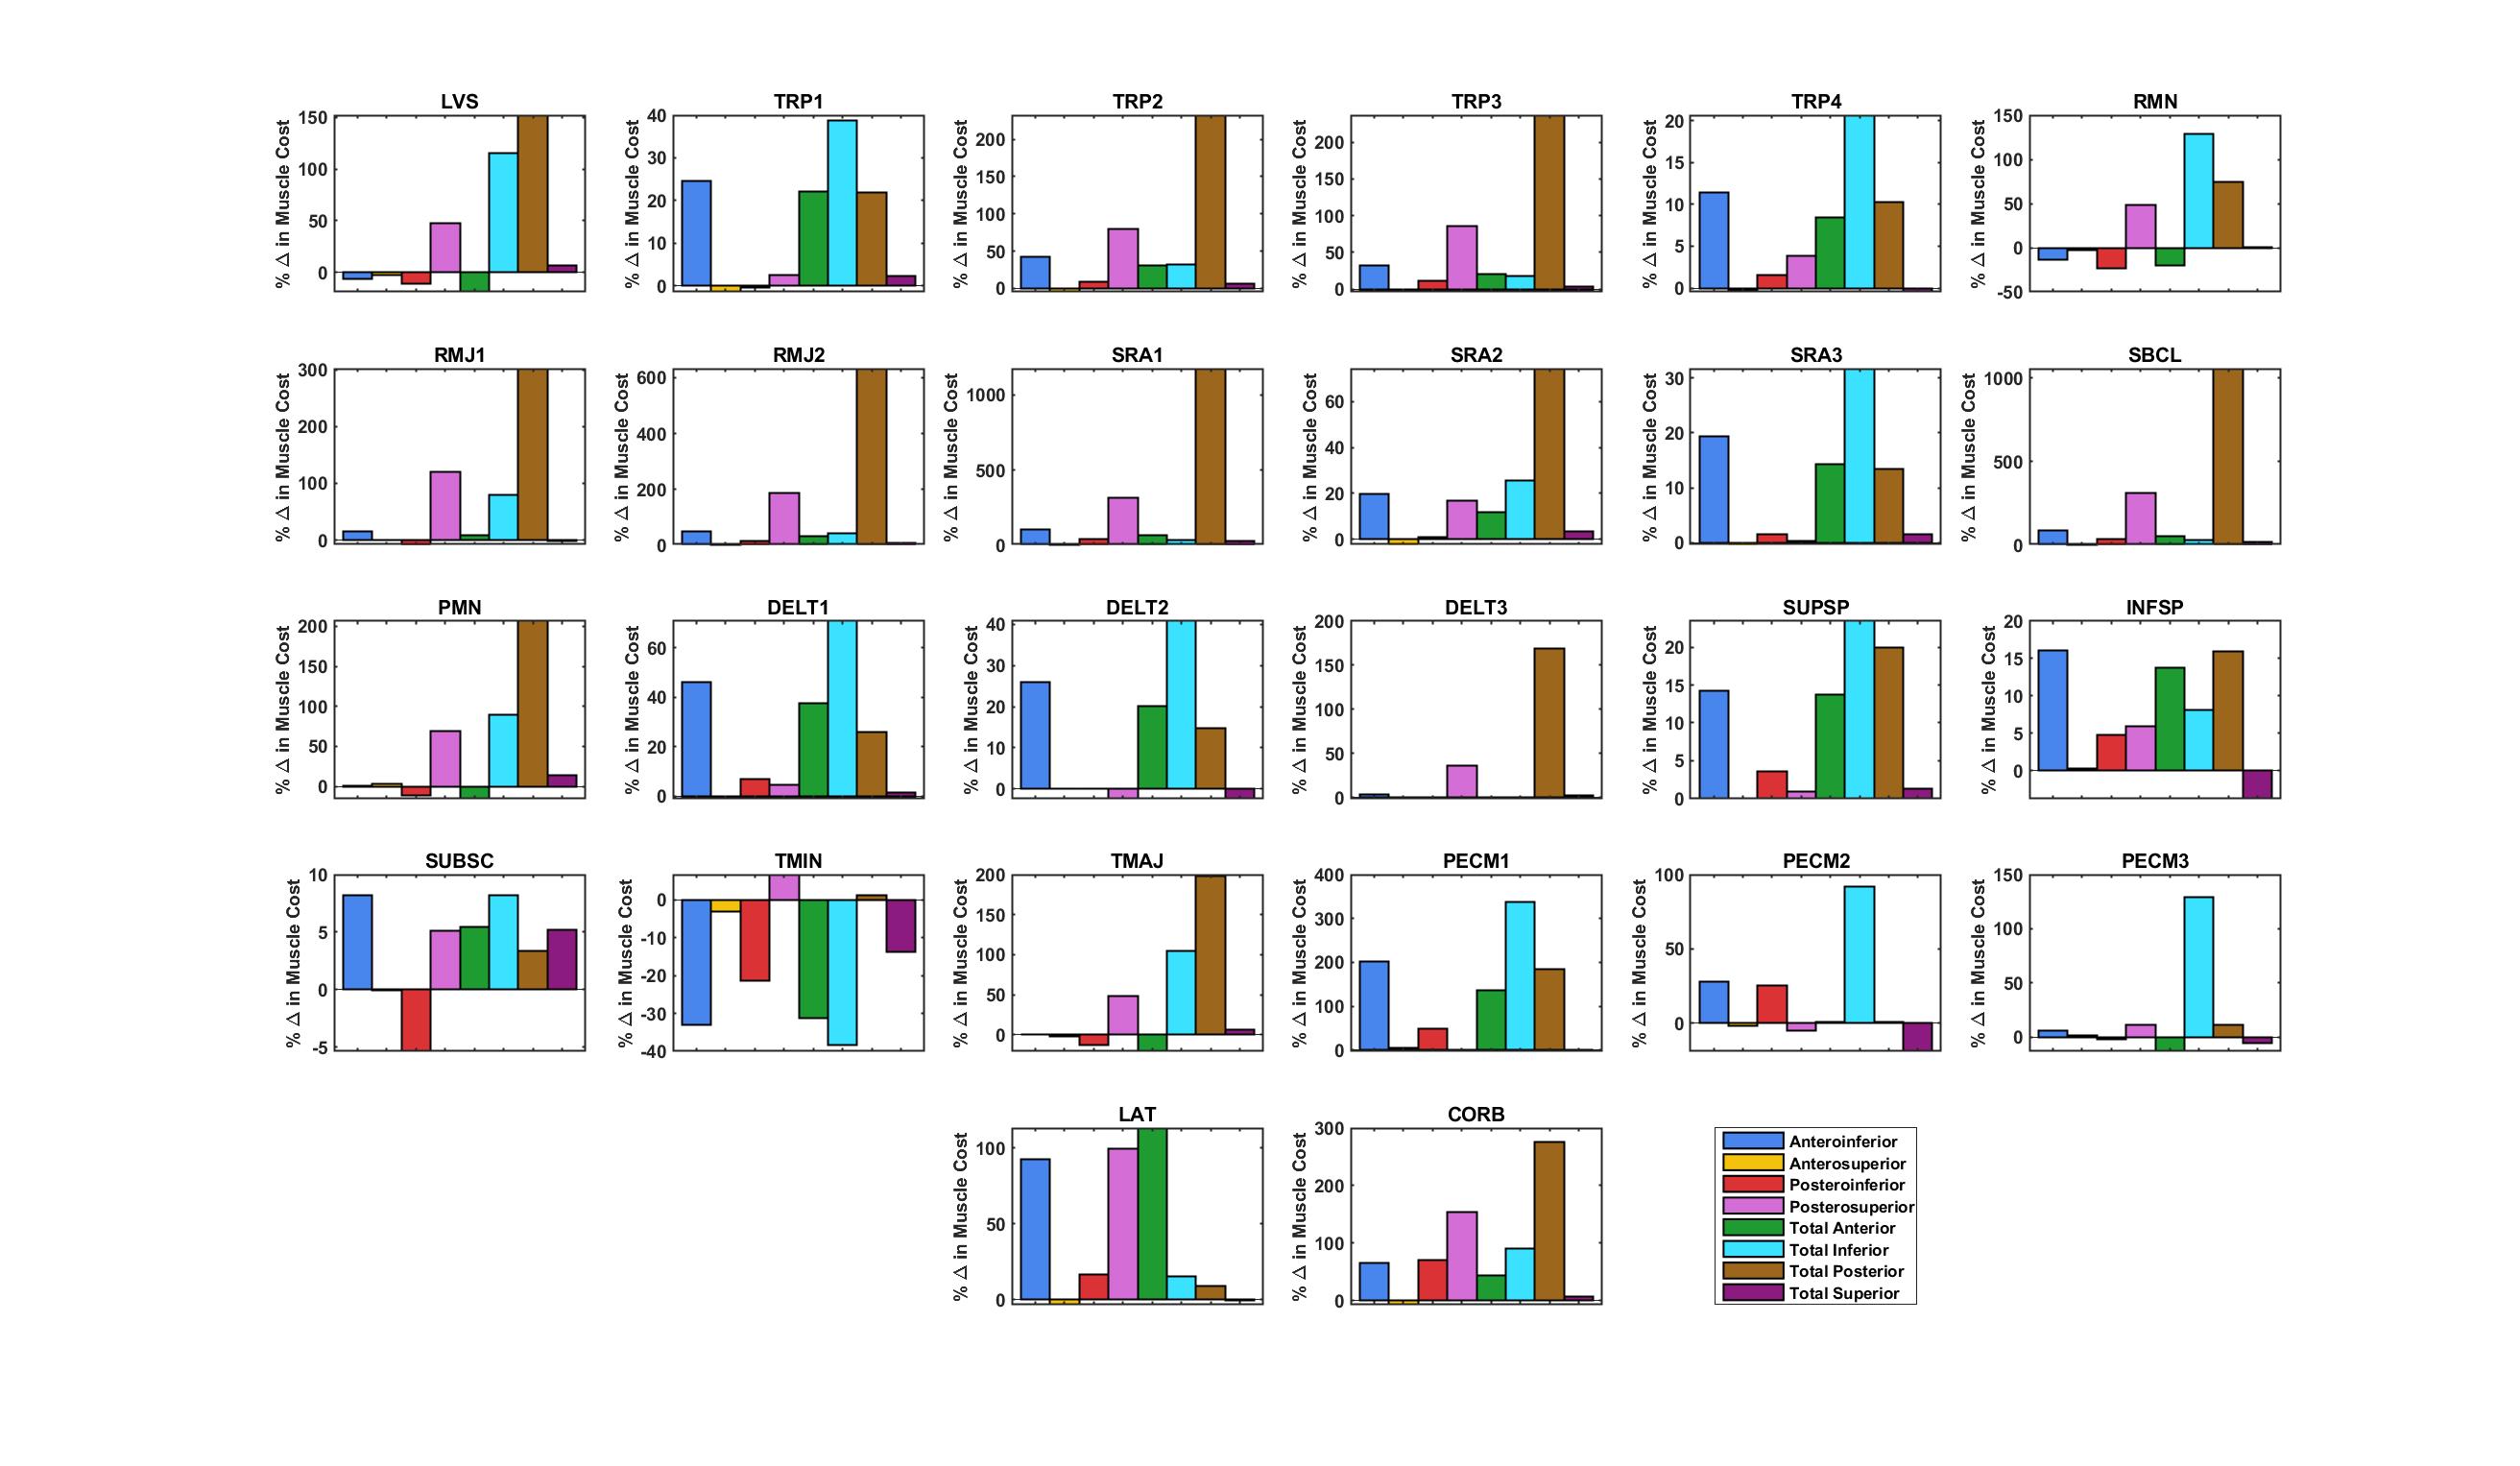 LVS
% Δ in Muscle Cost
150
100
50
0
TRP1
% Δ in Muscle Cost
40
30
20
10
0
TRP2
% Δ in Muscle Cost
200
150
100
50
0
TRP3
% Δ in Muscle Cost
200
150
100
50
0
TRP4
% Δ in Muscle Cost
20
15
10
5
0
RMN
% Δ in Muscle Cost
150
100
50
0
-50
RMJ1
% Δ in Muscle Cost
300
200
100
0
RMJ2
% Δ in Muscle Cost
600
400
200
0
SRA1
% Δ in Muscle Cost
1000
500
0
SRA2
% Δ in Muscle Cost
60
40
20
0
SRA3
% Δ in Muscle Cost
30
20
10
0
SBCL
% Δ in Muscle Cost
1000
500
0
PMN
% Δ in Muscle Cost
200
150
100
50
0
DELT1
% Δ in Muscle Cost
60
40
20
0
DELT2
% Δ in Muscle Cost
40
30
20
10
0
DELT3
% Δ in Muscle Cost
200
150
100
50
0
SUPSP
% Δ in Muscle Cost
20
15
10
5
0
INFSP
% Δ in Muscle Cost
20
15
10
5
0
SUBSC
% Δ in Muscle Cost
10
5
0
-5
TMIN
% Δ in Muscle Cost
0
-10
-20
-30
-40
TMAJ
% Δ in Muscle Cost
200
150
100
50
0
PECM1
% Δ in Muscle Cost
400
300
200
100
0
PECM2
% Δ in Muscle Cost
100
50
0
PECM3
% Δ in Muscle Cost
150
100
50
0
LAT
% Δ in Muscle Cost
100
50
0
CORB
% Δ in Muscle Cost
300
200
100
0
Anteroinferior
Anterosuperior
Posteroinferior
Posterosuperior
Total Anterior
Total Inferior
Total Posterior
Total Superior